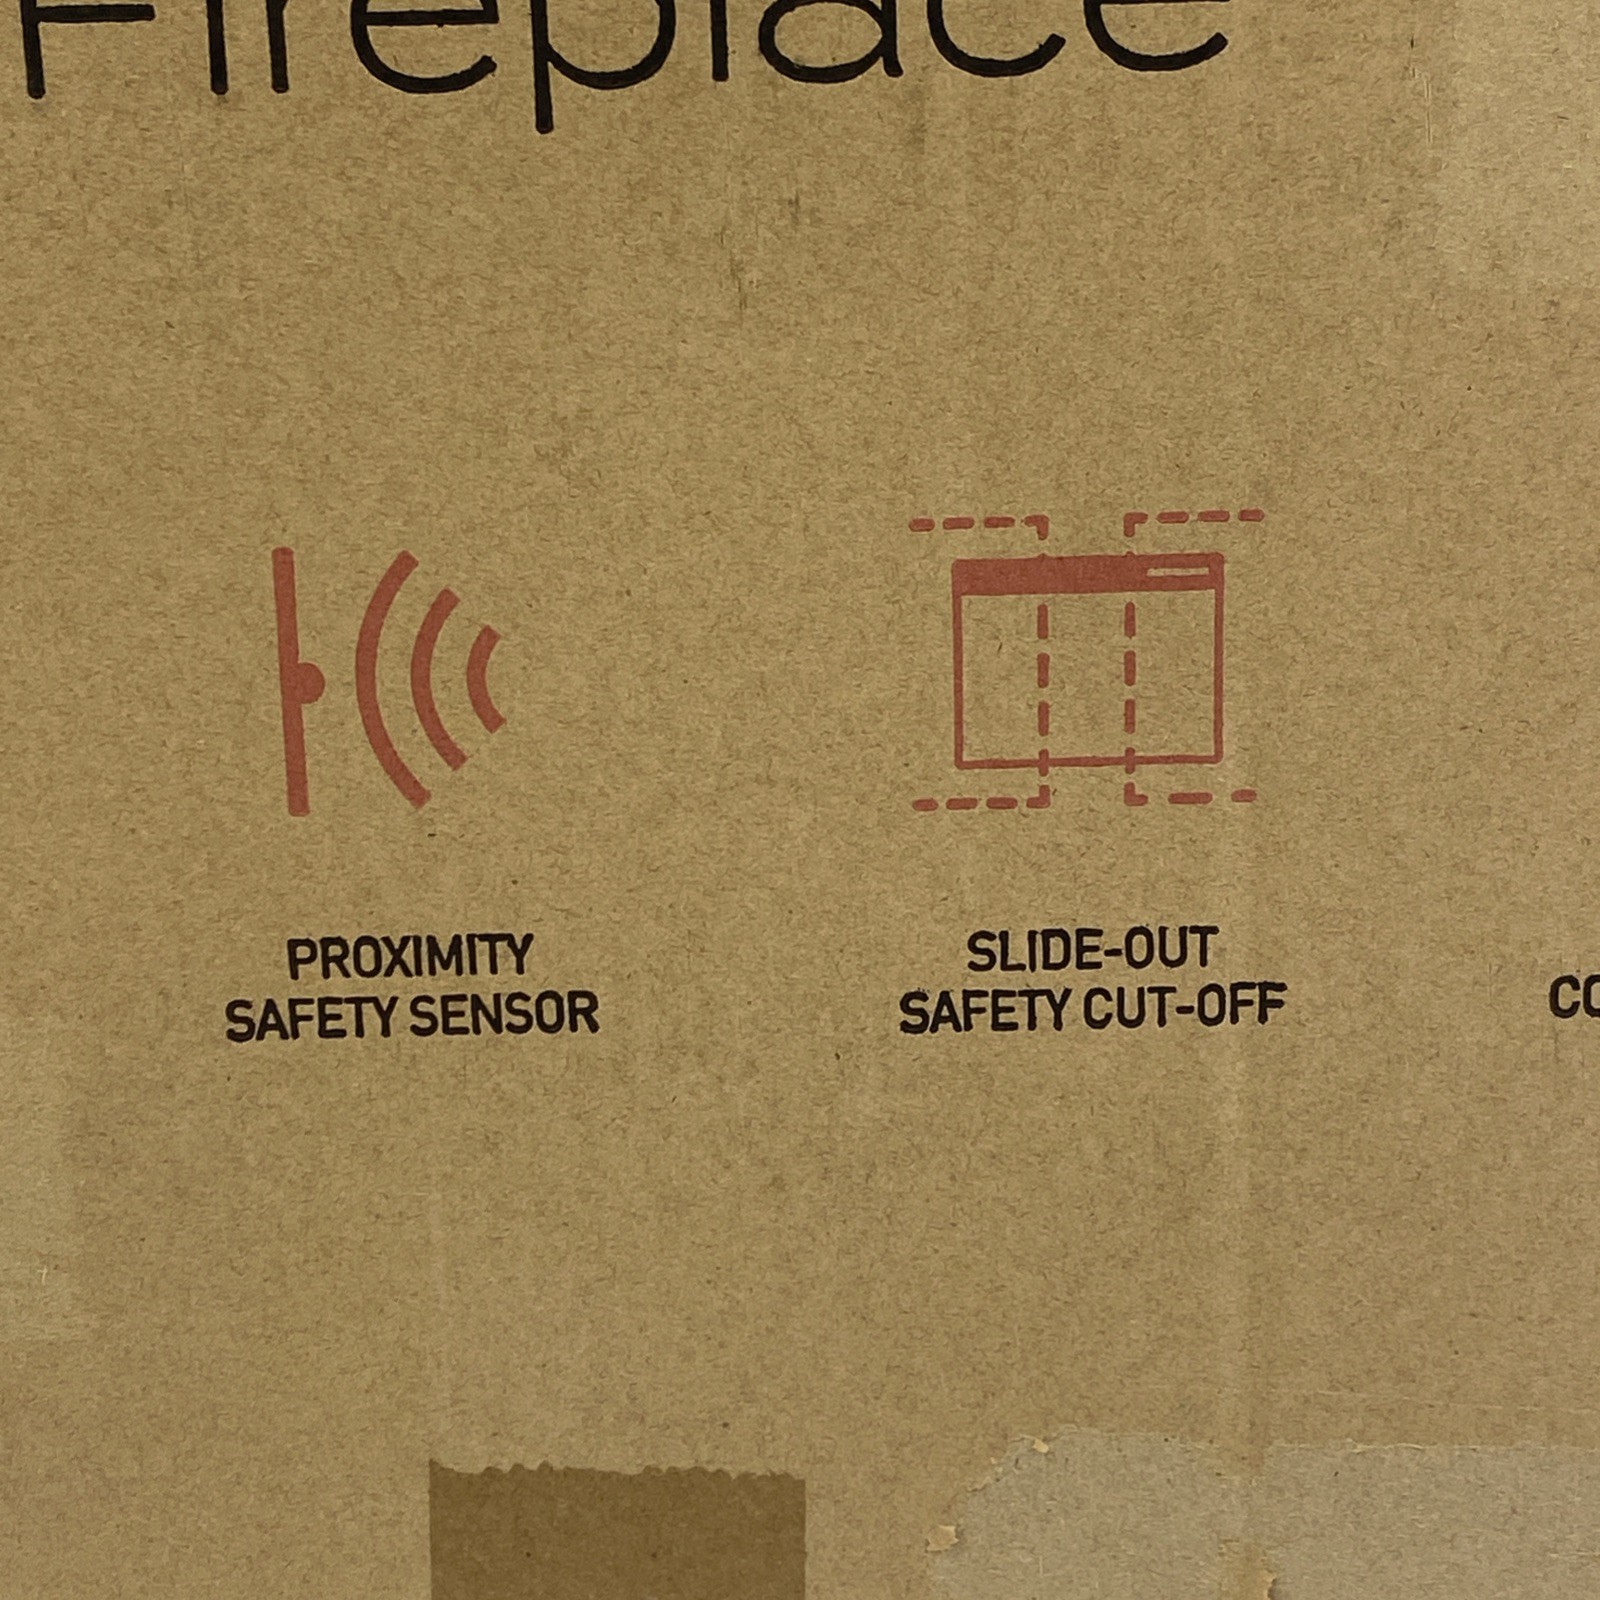 Fireplace
PROXIMITY
SAFETY SENSOR
SLIDE-OUT
SAFETY CUT-OFF